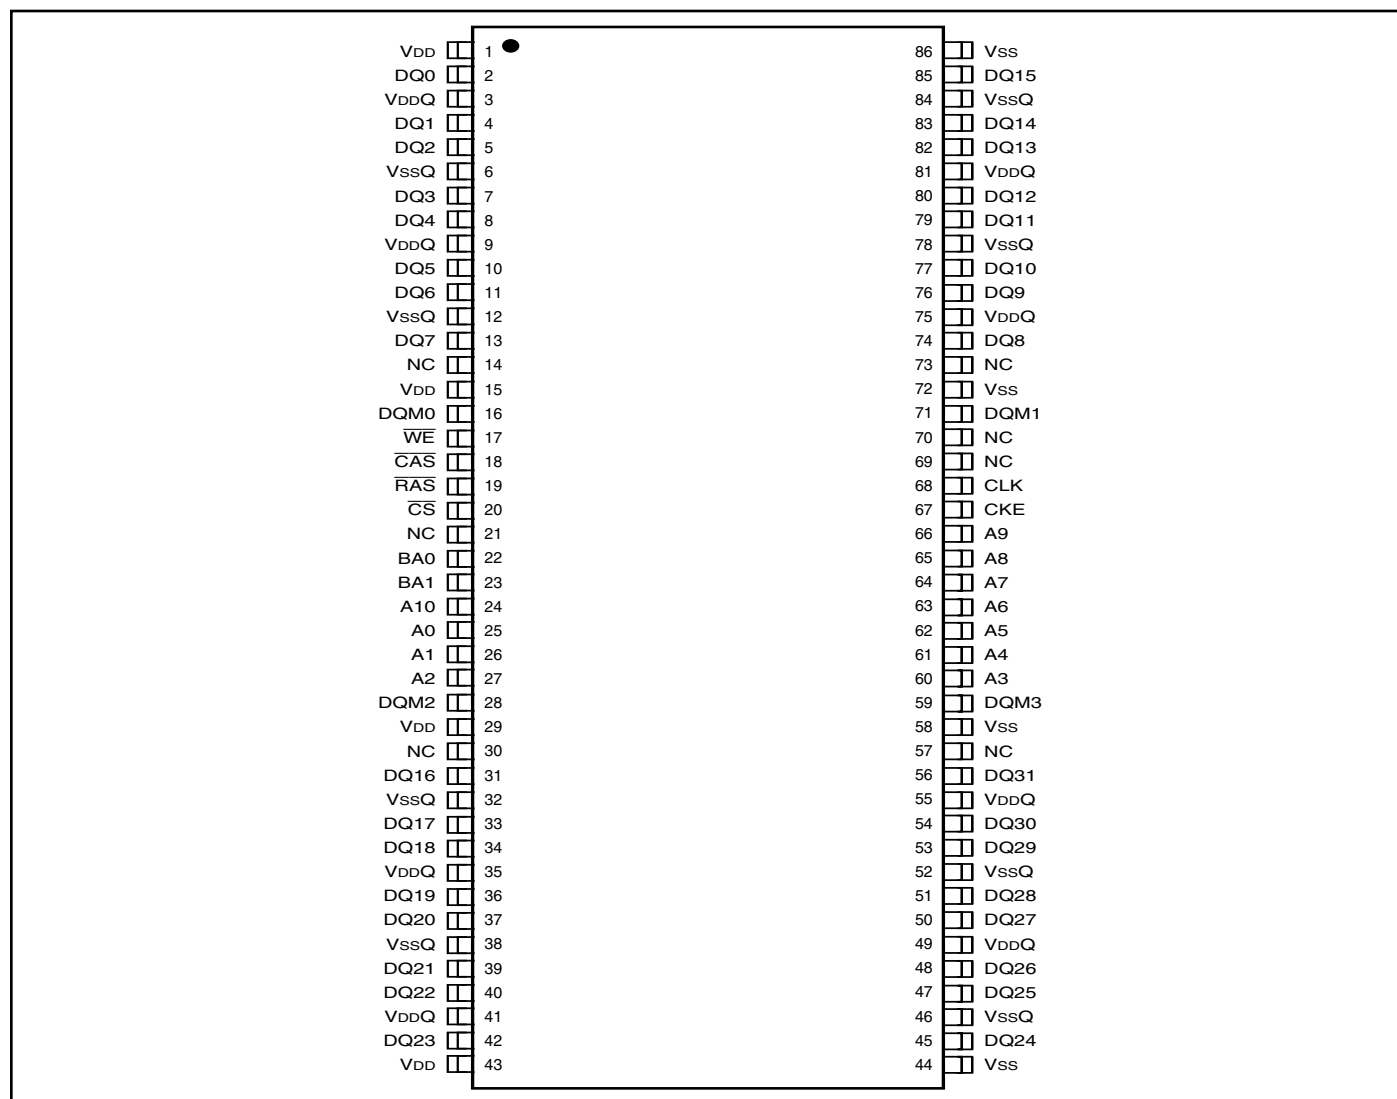 VDD 1 86 VSS
DQ0 2 85 DQ15
VDDQ 3 84 VSSQ
DQ1 4 83 DQ14
DQ2 5 82 DQ13
VSSQ 6 81 VDDQ
DQ3 7 80 DQ12
DQ4 8 79 DQ11
VDDQ 9 78 VSSQ
DQ5 10 77 DQ10
DQ6 11 76 DQ9
VSSQ 12 75 VDDQ
DQ7 13 74 DQ8
NC 14 73 NC
VDD 15 72 VSS
DQM0 16 71 DQM1
W̅E̅ 17 70 NC
C̅A̅S̅ 18 69 NC
R̅A̅S̅ 19 68 CLK
C̅S̅ 20 67 CKE
NC 21 66 A9
BA0 22 65 A8
BA1 23 64 A7
A10 24 63 A6
A0 25 62 A5
A1 26 61 A4
A2 27 60 A3
DQM2 28 59 DQM3
VDD 29 58 VSS
NC 30 57 NC
DQ16 31 56 DQ31
VSSQ 32 55 VDDQ
DQ17 33 54 DQ30
DQ18 34 53 DQ29
VDDQ 35 52 VSSQ
DQ19 36 51 DQ28
DQ20 37 50 DQ27
VSSQ 38 49 VDDQ
DQ21 39 48 DQ26
DQ22 40 47 DQ25
VDDQ 41 46 VSSQ
DQ23 42 45 DQ24
VDD 43 44 VSS